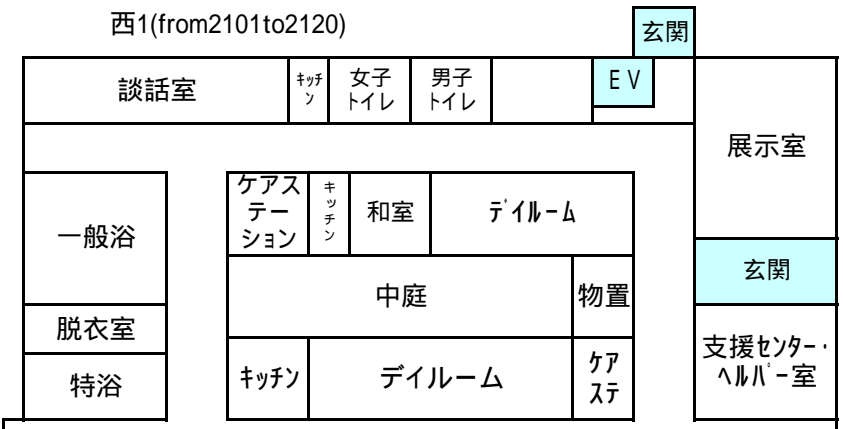 西1(from2101to2120)
玄関
談話室
ｷｯﾁ
ﾝ
女子
ﾄｲﾚ
男子
ﾄｲﾚ
ＥＶ
展示室
一般浴
ケアス
テー
ション
キ
ッ
チ
ン
和室
ﾃﾞｲﾙｰﾑ
玄関
中庭
物置
脱衣室
支援ｾﾝﾀｰ･
ﾍﾙﾊﾟｰ室
特浴
ｷｯﾁﾝ
デイルーム
ｹｱ
ｽﾃ